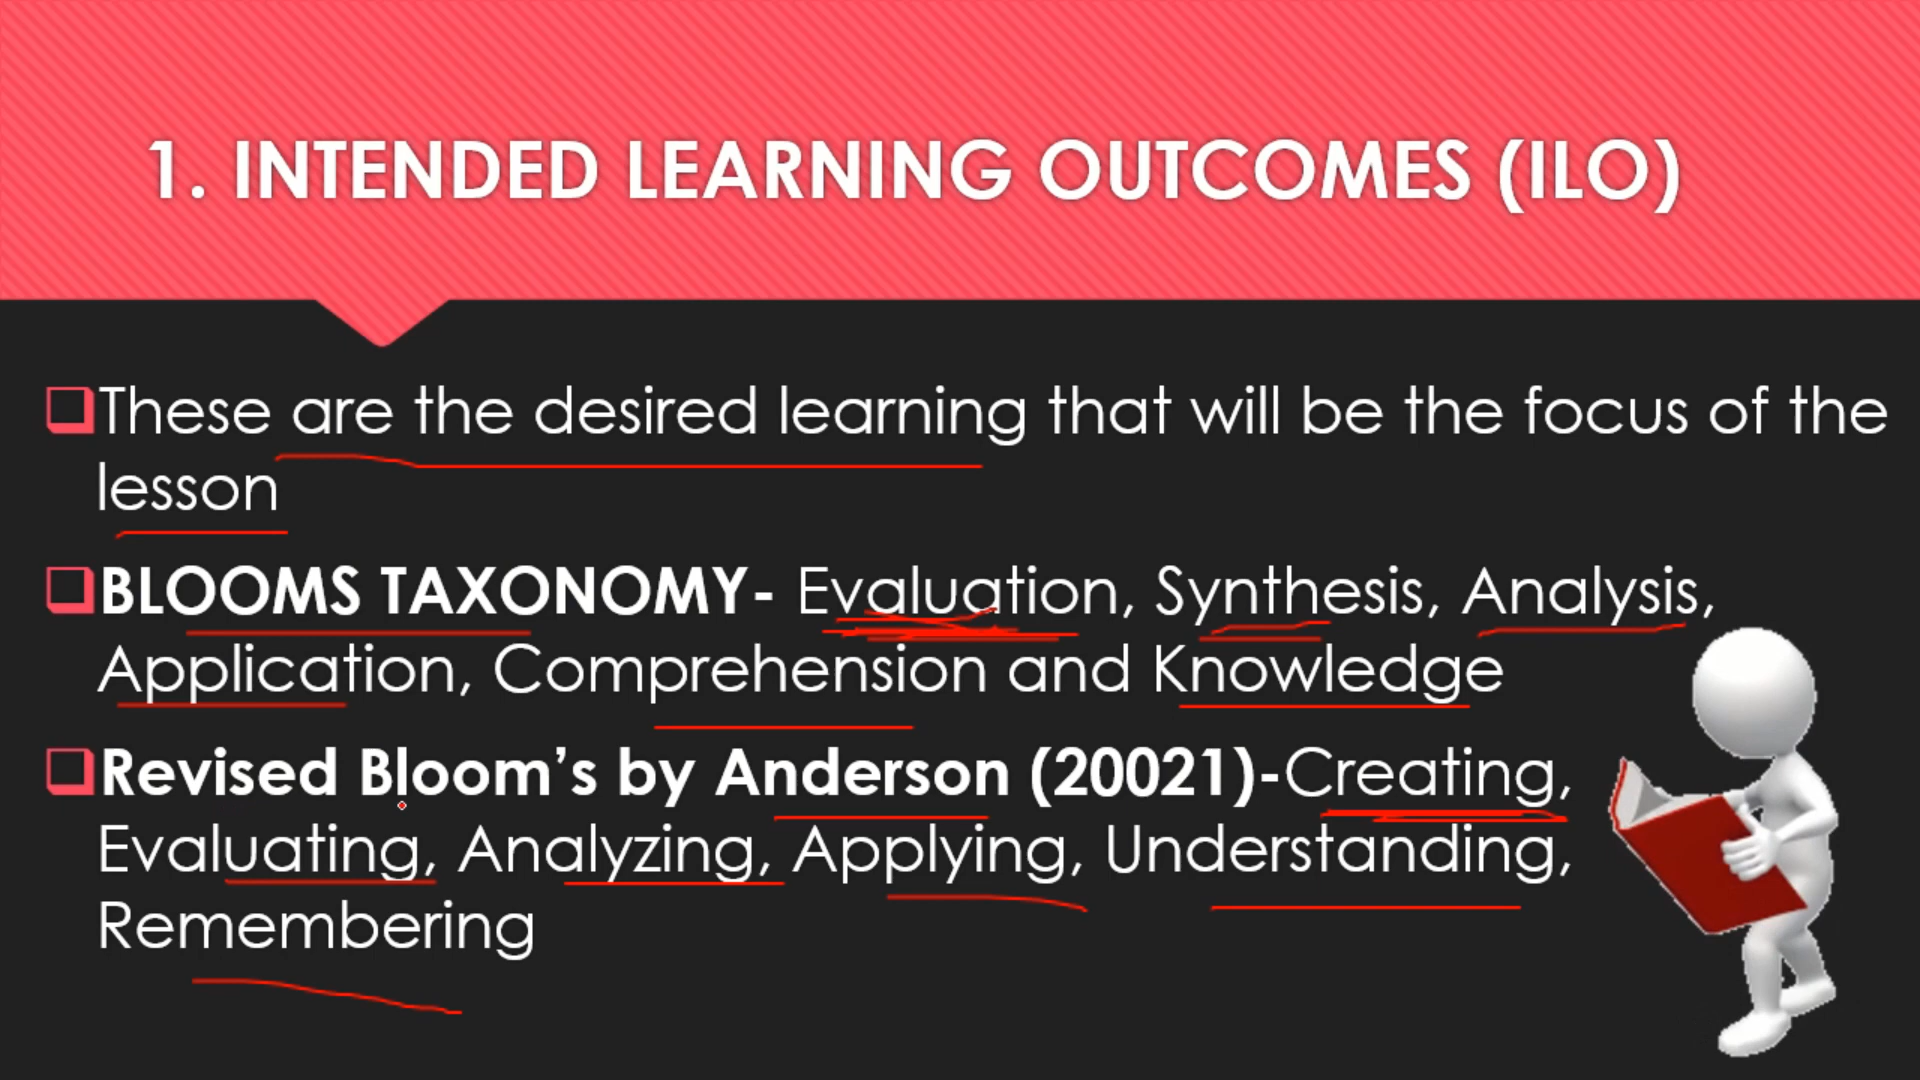 1. INTENDED LEARNING OUTCOMES (ILO)
These are the desired learning that will be the focus of the
lesson
BLOOMS TAXONOMY- Evaluation, Synthesis, Analysis,
Application, Comprehension and Knowledge
Revised Bloom’s by Anderson (20021)-Creating,
Evaluating, Analyzing, Applying, Understanding,
Remembering